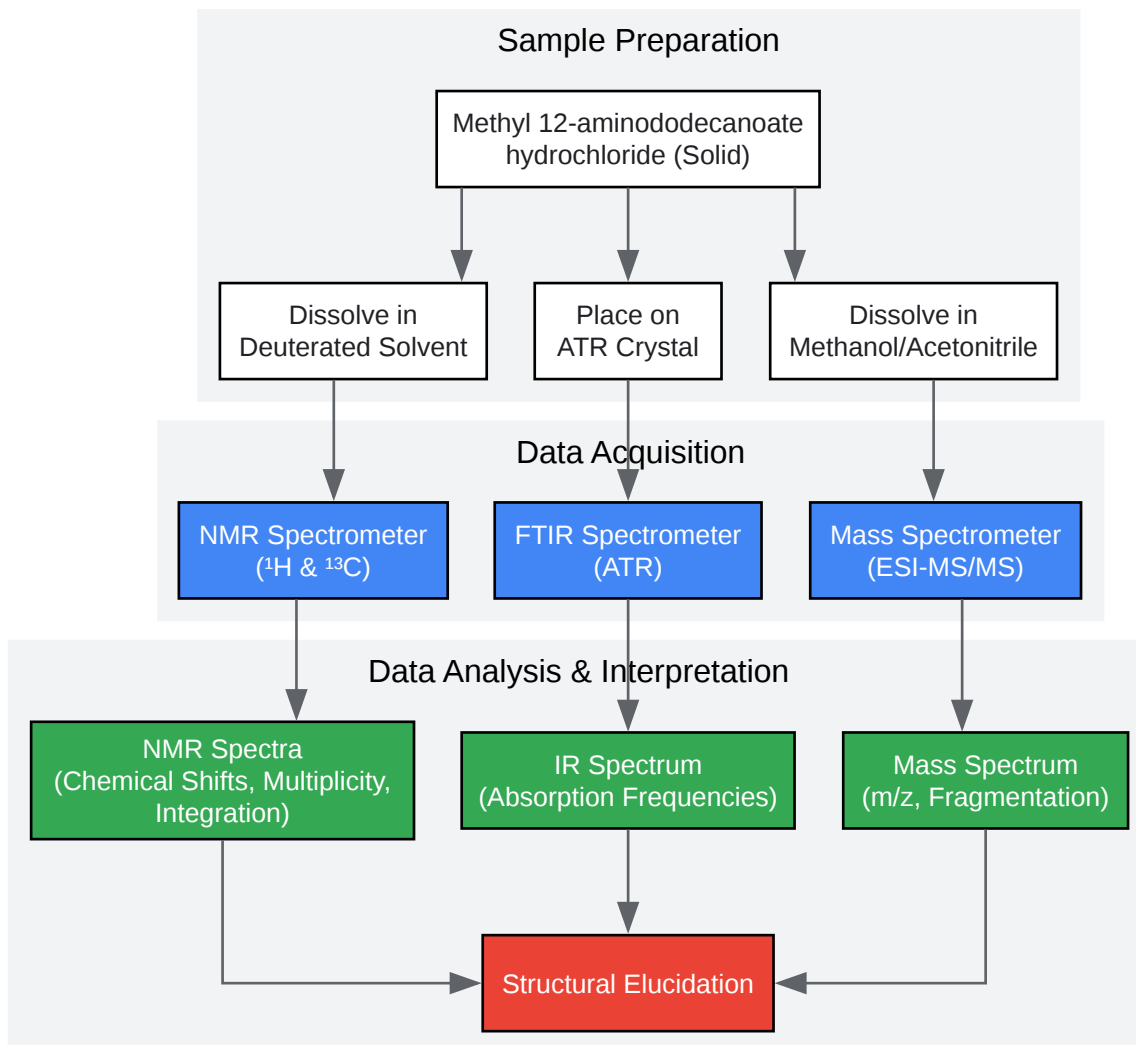 Sample Preparation
Methyl 12-aminododecanoate
hydrochloride (Solid)
Dissolve in
Deuterated Solvent
Place on
ATR Crystal
Dissolve in
Methanol/Acetonitrile
Data Acquisition
NMR Spectrometer
(¹H & ¹³C)
FTIR Spectrometer
(ATR)
Mass Spectrometer
(ESI-MS/MS)
Data Analysis & Interpretation
NMR Spectra
(Chemical Shifts, Multiplicity,
Integration)
IR Spectrum
(Absorption Frequencies)
Mass Spectrum
(m/z, Fragmentation)
Structural Elucidation